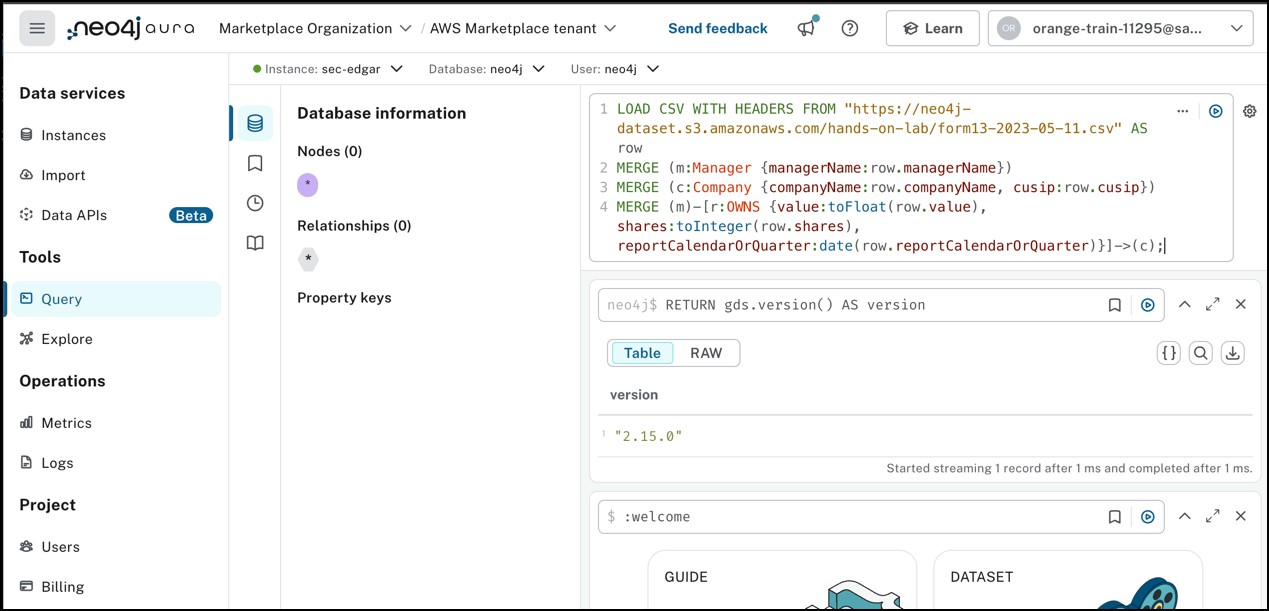 neo4j aura
Marketplace Organization / AWS Marketplace tenant
Send feedback
Learn
OR orange-train-11295@sa...
Instance: sec-edgar
Database: neo4j
User: neo4j
Data services
Instances
Import
Data APIs Beta
Tools
Query
Explore
Operations
Metrics
Logs
Project
Users
Billing
Database information
Nodes (0)
*
Relationships (0)
*
Property keys
1 LOAD CSV WITH HEADERS FROM "https://neo4j-
dataset.s3.amazonaws.com/hands-on-lab/form13-2023-05-11.csv" AS
row
2 MERGE (m:Manager {managerName:row.managerName})
3 MERGE (c:Company {companyName:row.companyName, cusip:row.cusip})
4 MERGE (m)-[r:OWNS {value:toFloat(row.value),
shares:toInteger(row.shares),
reportCalendarOrQuarter:date(row.reportCalendarOrQuarter)}]->(c);
neo4j$ RETURN gds.version() AS version
Table RAW
version
1 "2.15.0"
Started streaming 1 record after 1 ms and completed after 1 ms.
$ :welcome
GUIDE
DATASET